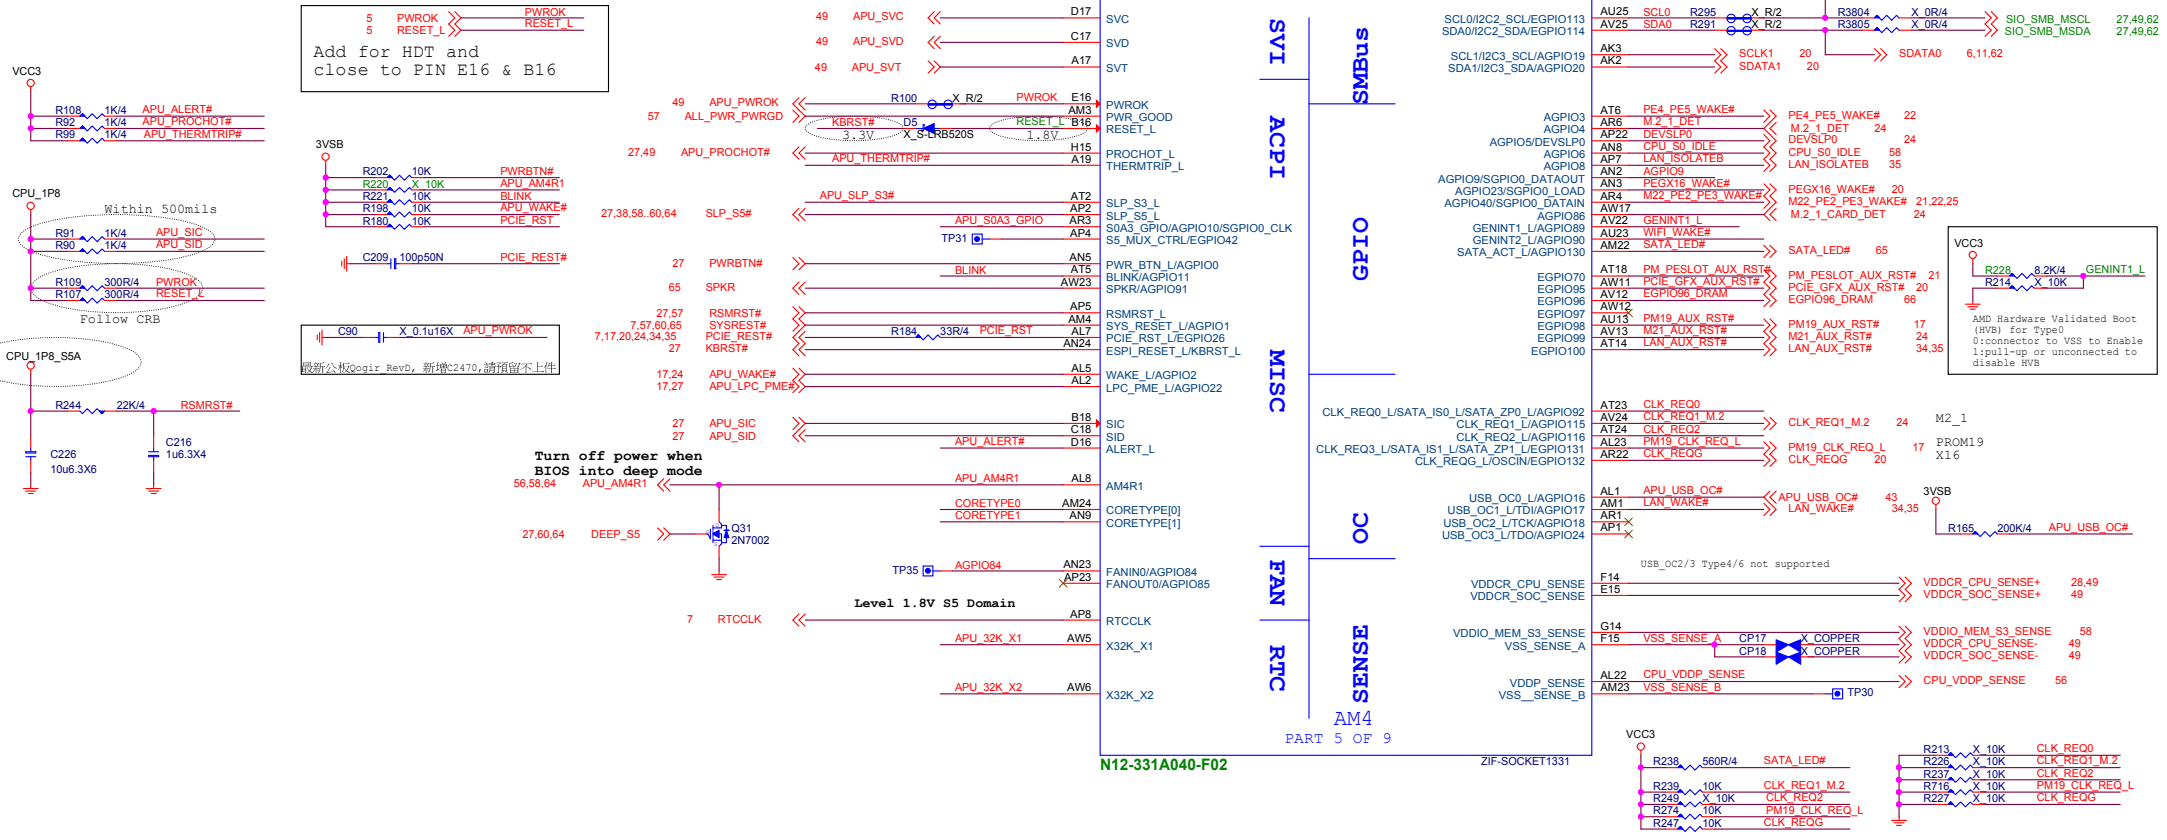 5 PWROK PWROK
5 RESET_L RESET_L
Add for HDT and
close to PIN E16 & B16
VCC3
R108 1K/4 APU_ALERT#
R92 1K/4 APU_PROCHOT#
R99 1K/4 APU_THERMTRIP#
3VSB
R202 10K PWRBTN#
R220 X_10K APU_AM4R1
R221 10K BLINK
R198 10K APU_WAKE#
R180 10K PCIE_RST
CPU_1P8
Within 500mils
R91 1K/4 APU_SIC
R90 1K/4 APU_SID
R109 300R/4 PWROK
R107 300R/4 RESET_L
Follow CRB
C209 100p50N PCIE_REST#
C90 X_0.1u16X APU_PWROK
最新公板Qogir_RevD, 新增C2470,請預留不上件
CPU_1P8_S5A
R244 22K/4 RSMRST#
C226
10u6.3X6
C216
1u6.3X4
49 APU_SVC D17 SVC
49 APU_SVD C17 SVD
49 APU_SVT A17 SVT
49 APU_PWROK R100 X_R/2 PWROK E16 PWROK
57 ALL_PWR_PWRGD AM3 PWR_GOOD
KBRST# D5 RESET_L B16 RESET_L
3.3V X_S-LRB520S 1.8V
27,49 APU_PROCHOT# H15 PROCHOT_L
APU_THERMTRIP# A19 THERMTRIP_L
APU_SLP_S3# AT2 SLP_S3_L
27,38,58..60,64 SLP_S5# AP2 SLP_S5_L
APU_S0A3_GPIO AR3 S0A3_GPIO/AGPIO10/SGPIO0_CLK
TP31 AP4 S5_MUX_CTRL/EGPIO42
27 PWRBTN# AN5 PWR_BTN_L/AGPIO0
BLINK AT5 BLINK/AGPIO11
65 SPKR AW23 SPKR/AGPIO91
27,57 RSMRST# AP5 RSMRST_L
7,57,60,65 SYSREST# AM4 SYS_RESET_L/AGPIO1
7,17,20,24,34,35 PCIE_REST# R184 33R/4 PCIE_RST AL7 PCIE_RST_L/EGPIO26
27 KBRST# AN24 ESPI_RESET_L/KBRST_L
17,24 APU_WAKE# AL5 WAKE_L/AGPIO2
17,27 APU_LPC_PME# AL2 LPC_PME_L/AGPIO22
27 APU_SIC B18 SIC
27 APU_SID C18 SID
APU_ALERT# D16 ALERT_L
Turn off power when
BIOS into deep mode
56,58,64 APU_AM4R1 APU_AM4R1 AL8 AM4R1
CORETYPE0 AM24 CORETYPE[0]
CORETYPE1 AN9 CORETYPE[1]
27,60,64 DEEP_S5 Q31
2N7002
TP35 AGPIO84 AN23 FANIN0/AGPIO84
AP23 FANOUT0/AGPIO85
Level 1.8V S5 Domain
7 RTCCLK AP8 RTCCLK
APU_32K_X1 AW5 X32K_X1
APU_32K_X2 AW6 X32K_X2
SVI
ACPI
MISC
FAN
RTC
SMBus
GPIO
OC
SENSE
AM4
PART 5 OF 9
N12-331A040-F02
ZIF-SOCKET1331
SCL0/I2C2_SCL/EGPIO113 AU25 SCL0 R295 X_R/2 R3804 X_0R/4 SIO_SMB_MSCL 27,49,62
SDA0/I2C2_SDA/EGPIO114 AV25 SDA0 R291 X_R/2 R3805 X_0R/4 SIO_SMB_MSDA 27,49,62
SCL1/I2C3_SCL/AGPIO19 AK3 SCLK1 20 SDATA0 6,11,62
SDA1/I2C3_SDA/AGPIO20 AK2 SDATA1 20
AGPIO3 AT6 PE4_PE5_WAKE# PE4_PE5_WAKE# 22
AGPIO4 AR6 M.2_1_DET M.2_1_DET 24
AGPIO5/DEVSLP0 AP22 DEVSLP0 DEVSLP0 24
AGPIO6 AN8 CPU_S0_IDLE CPU_S0_IDLE 58
AGPIO8 AP7 LAN_ISOLATEB LAN_ISOLATEB 35
AGPIO9/SGPIO0_DATAOUT AN2 AGPIO9
AGPIO23/SGPIO0_LOAD AN3 PEGX16_WAKE# PEGX16_WAKE# 20
AGPIO40/SGPIO0_DATAIN AR4 M22_PE2_PE3_WAKE# M22_PE2_PE3_WAKE# 21,22,25
AGPIO86 AW17 M.2_1_CARD_DET 24
GENINT1_L/AGPIO89 AV22 GENINT1_L
GENINT2_L/AGPIO90 AU23 WIFI_WAKE#
SATA_ACT_L/AGPIO130 AM22 SATA_LED# SATA_LED# 65
EGPIO70 AT18 PM_PESLOT_AUX_RST# PM_PESLOT_AUX_RST# 21
EGPIO95 AW11 PCIE_GFX_AUX_RST# PCIE_GFX_AUX_RST# 20
EGPIO96 AV12 EGPIO96_DRAM EGPIO96_DRAM 66
EGPIO97 AW12
EGPIO98 AU13 PM19_AUX_RST# PM19_AUX_RST# 17
EGPIO99 AV13 M21_AUX_RST# M21_AUX_RST# 24
EGPIO100 AT14 LAN_AUX_RST# LAN_AUX_RST# 34,35
VCC3
R228 8.2K/4 GENINT1_L
R214 X_10K
AMD Hardware Validated Boot
(HVB) for Type0
0:connector to VSS to Enable
1:pull-up or unconnected to
disable HVB
CLK_REQ0_L/SATA_IS0_L/SATA_ZP0_L/AGPIO92 AT23 CLK_REQ0
CLK_REQ1_L/AGPIO115 AV24 CLK_REQ1_M.2 CLK_REQ1_M.2 24 M2_1
CLK_REQ2_L/AGPIO116 AT24 CLK_REQ2
CLK_REQ3_L/SATA_IS1_L/SATA_ZP1_L/EGPIO131 AL23 PM19_CLK_REQ_L PM19_CLK_REQ_L 17 PROM19
CLK_REQG_L/OSCIN/EGPIO132 AR22 CLK_REQG CLK_REQG 20 X16
USB_OC0_L/AGPIO16 AL1 APU_USB_OC# APU_USB_OC# 43
USB_OC1_L/TDI/AGPIO17 AM1 LAN_WAKE# LAN_WAKE# 34,35
USB_OC2_L/TCK/AGPIO18 AR1
USB_OC3_L/TDO/AGPIO24 AP1
3VSB
R165 200K/4 APU_USB_OC#
USB_OC2/3 Type4/6 not supported
VDDCR_CPU_SENSE F14 VDDCR_CPU_SENSE+ 28,49
VDDCR_SOC_SENSE E15 VDDCR_SOC_SENSE+ 49
VDDIO_MEM_S3_SENSE G14 VDDIO_MEM_S3_SENSE 58
VSS_SENSE_A F15 VSS_SENSE_A CP17 X_COPPER VDDCR_CPU_SENSE- 49
CP18 X_COPPER VDDCR_SOC_SENSE- 49
VDDP_SENSE AL22 CPU_VDDP_SENSE CPU_VDDP_SENSE 56
VSS__SENSE_B AM23 VSS_SENSE_B TP30
VCC3
R238 560R/4 SATA_LED#
R239 10K CLK_REQ1_M.2
R249 X_10K CLK_REQ2
R274 10K PM19_CLK_REQ_L
R247 10K CLK_REQG
R213 X_10K CLK_REQ0
R226 X_10K CLK_REQ1_M.2
R237 X_10K CLK_REQ2
R716 X_10K PM19_CLK_REQ_L
R227 X_10K CLK_REQG